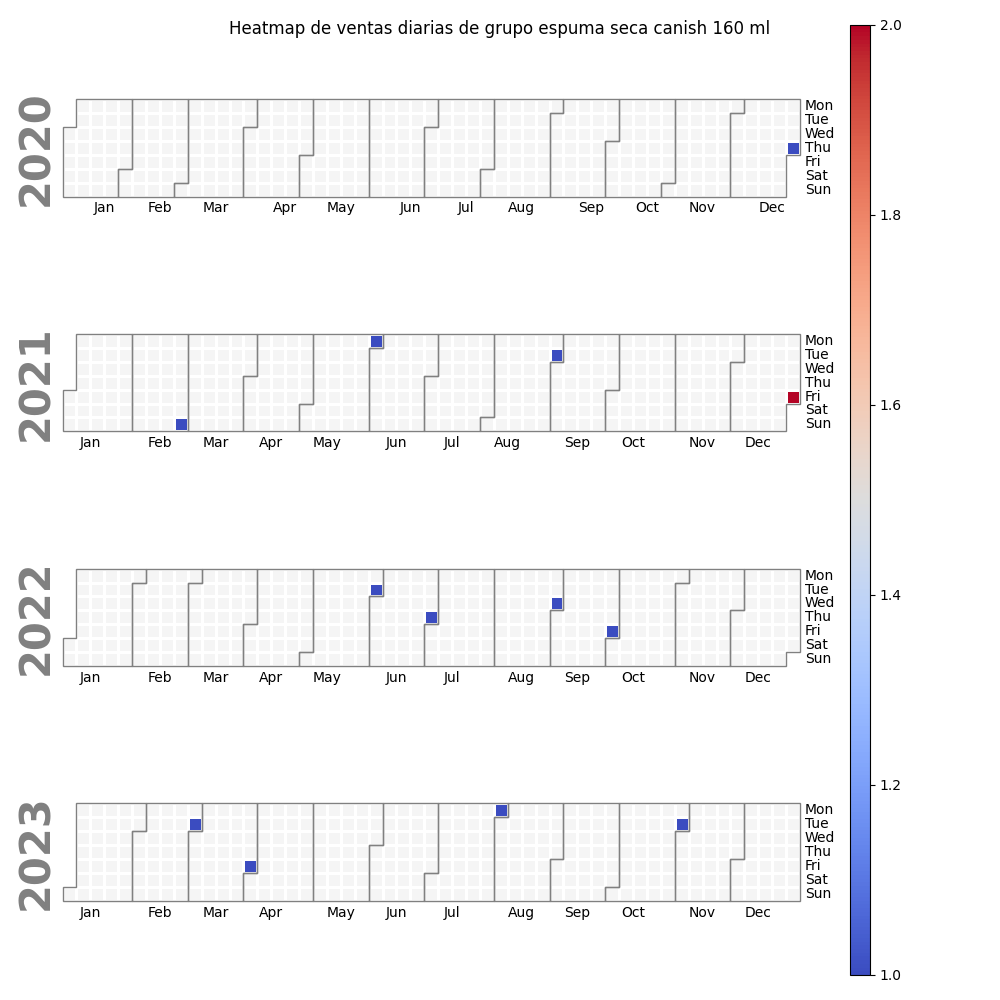 Heatmap de ventas diarias de grupo espuma seca canish 160 ml
2020
Mon
Tue
Wed
Thu
Fri
Sat
Sun
Jan Feb Mar Apr May Jun Jul Aug Sep Oct Nov Dec
2021
Mon
Tue
Wed
Thu
Fri
Sat
Sun
Jan Feb Mar Apr May Jun Jul Aug Sep Oct Nov Dec
2022
Mon
Tue
Wed
Thu
Fri
Sat
Sun
Jan Feb Mar Apr May Jun Jul Aug Sep Oct Nov Dec
2023
Mon
Tue
Wed
Thu
Fri
Sat
Sun
Jan Feb Mar Apr May Jun Jul Aug Sep Oct Nov Dec
2.0
1.8
1.6
1.4
1.2
1.0